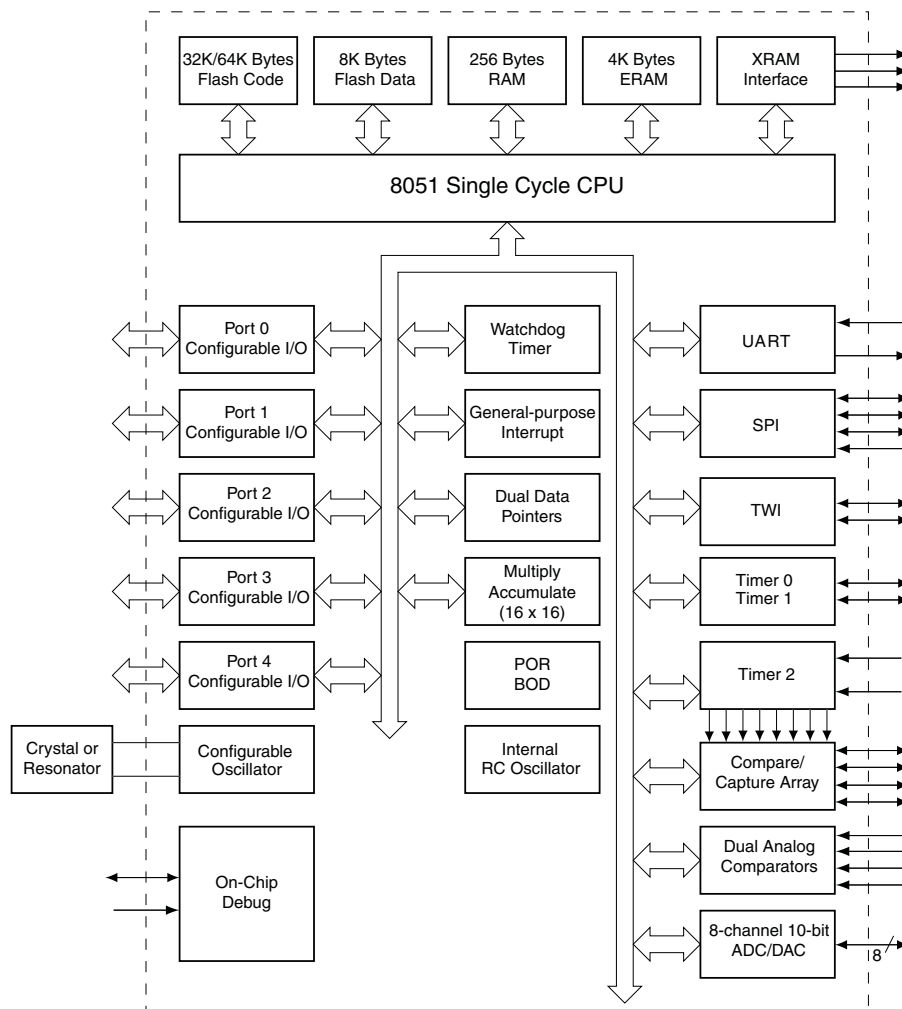 32K/64K Bytes
Flash Code
8K Bytes
Flash Data
256 Bytes
RAM
4K Bytes
ERAM
XRAM
Interface
8051 Single Cycle CPU
Port 0
Configurable I/O
Watchdog
Timer
UART
Port 1
Configurable I/O
General-purpose
Interrupt
SPI
Port 2
Configurable I/O
Dual Data
Pointers
TWI
Port 3
Configurable I/O
Multiply
Accumulate
(16 x 16)
Timer 0
Timer 1
Port 4
Configurable I/O
POR
BOD
Timer 2
Crystal or
Resonator
Configurable
Oscillator
Internal
RC Oscillator
Compare/
Capture Array
On-Chip
Debug
Dual Analog
Comparators
8-channel 10-bit
ADC/DAC
8